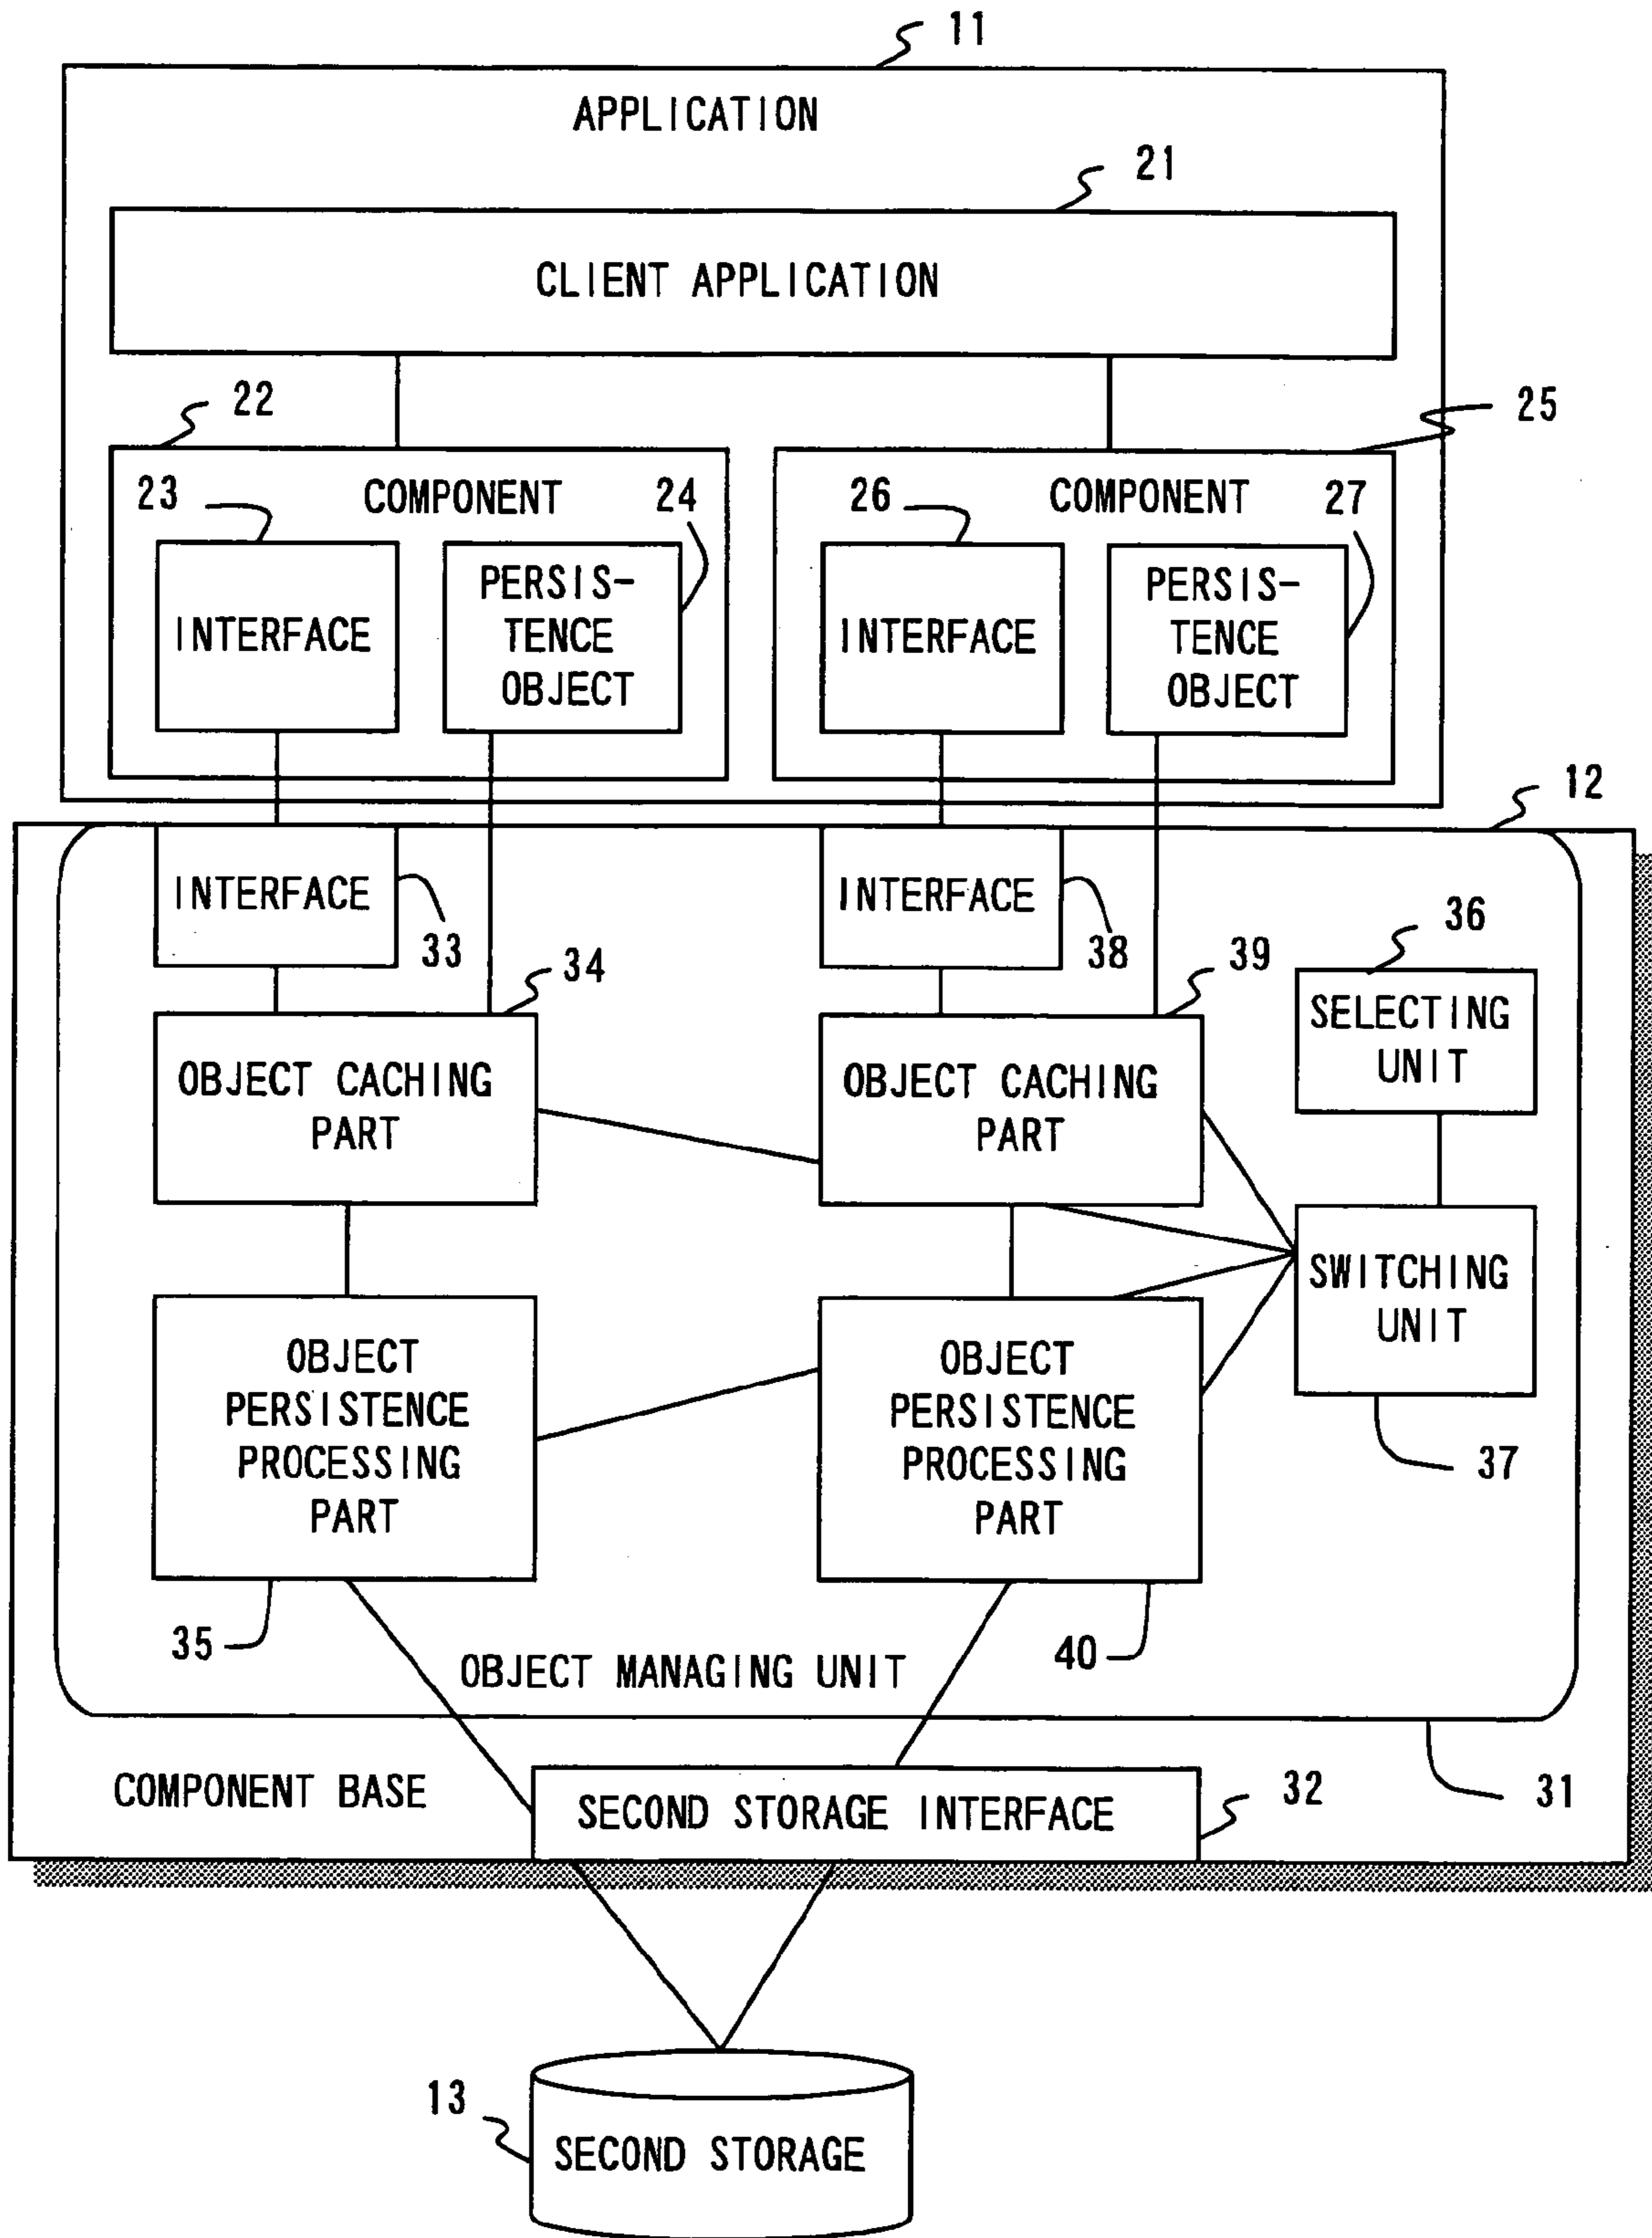 11
APPLICATION
21
CLIENT APPLICATION
22
25
23
COMPONENT
24
26
COMPONENT
27
INTERFACE
PERSIS-
TENCE
OBJECT
INTERFACE
PERSIS-
TENCE
OBJECT
12
INTERFACE
33
INTERFACE
38
36
34
39
SELECTING
UNIT
OBJECT CACHING
PART
OBJECT CACHING
PART
SWITCHING
UNIT
OBJECT
PERSISTENCE
PROCESSING
PART
OBJECT
PERSISTENCE
PROCESSING
PART
37
35
40
OBJECT MANAGING UNIT
31
COMPONENT BASE
SECOND STORAGE INTERFACE
32
13
SECOND STORAGE